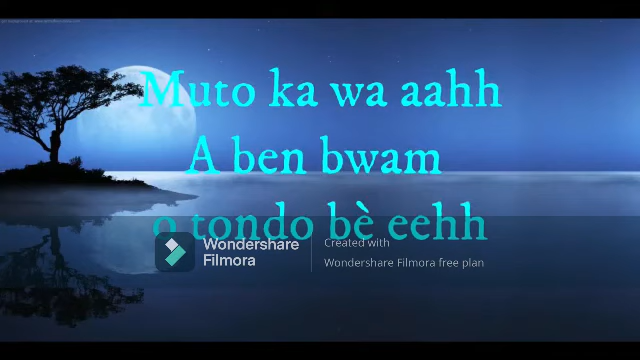 Muto ka wa aahh
A ben bwam
o tondo bè eehh
Wondershare
Filmora
Created with
Wondershare Filmora free plan